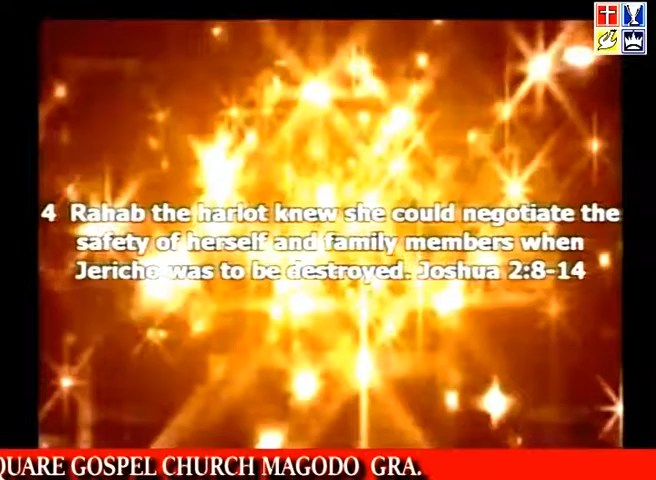 4 Rahab the harlot knew she could negotiate the
safety of herself and family members when
Jericho was to be destroyed. Joshua 2:8-14
QUARE GOSPEL CHURCH MAGODO GRA.